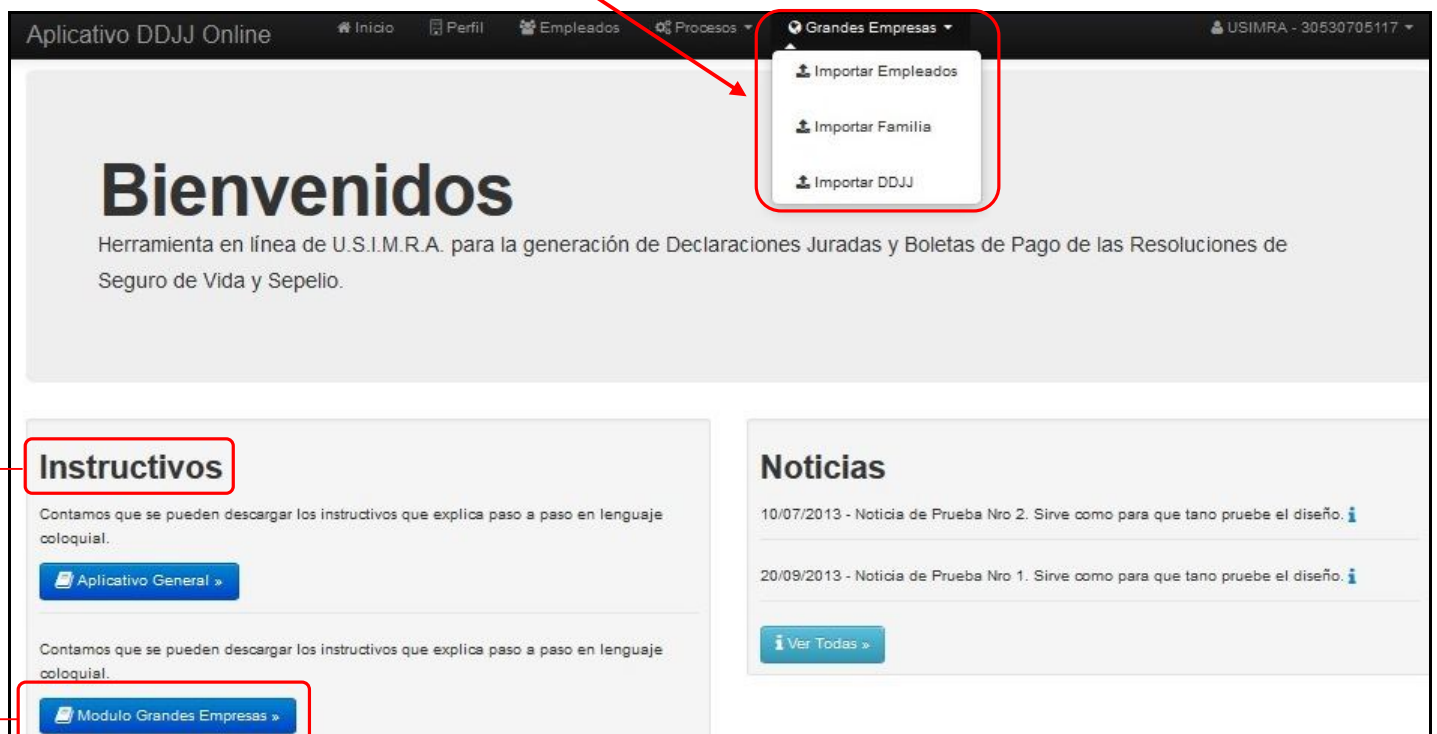 Aplicativo DDJJ Online Inicio Perfil Empleados Procesos Grandes Empresas USIMRA - 30530705117
Importar Empleados
Importar Familia
Importar DDJJ
Bienvenidos
Herramienta en línea de U.S.I.M.R.A. para la generación de Declaraciones Juradas y Boletas de Pago de las Resoluciones de
Seguro de Vida y Sepelio.
Instructivos
Contamos que se pueden descargar los instructivos que explica paso a paso en lenguaje
coloquial.
Aplicativo General »
Contamos que se pueden descargar los instructivos que explica paso a paso en lenguaje
coloquial.
Modulo Grandes Empresas »
Noticias
10/07/2013 - Noticia de Prueba Nro 2. Sirve como para que tano pruebe el diseño.
20/09/2013 - Noticia de Prueba Nro 1. Sirve como para que tano pruebe el diseño.
Ver Todas »